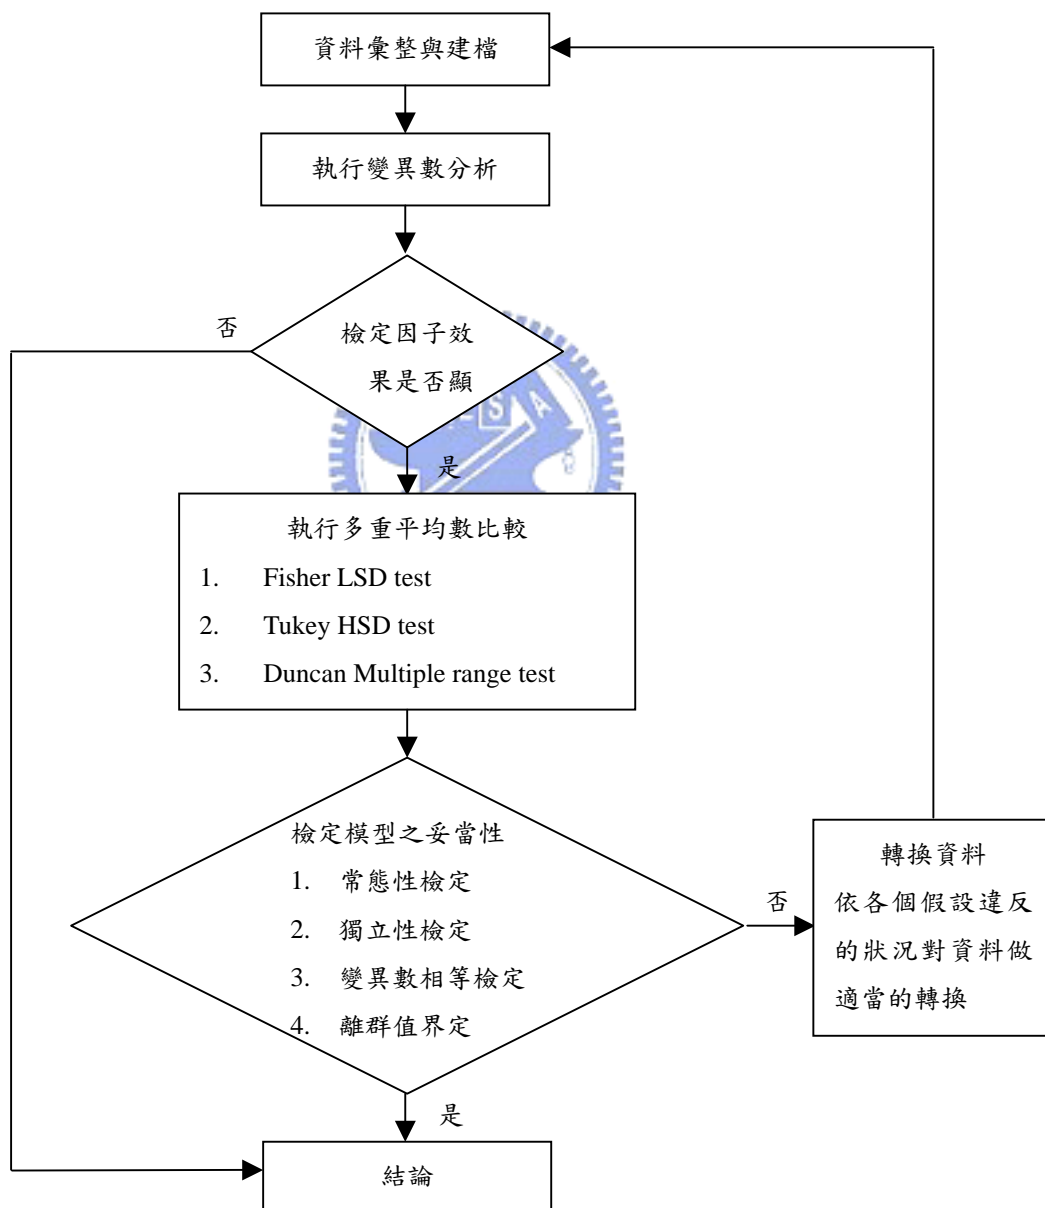 資料彙整與建檔
執行變異數分析
否
檢定因子效
果是否顯
S A
是
執行多重平均數比較
1. Fisher LSD test
2. Tukey HSD test
3. Duncan Multiple range test
檢定模型之妥當性
1. 常態性檢定
2. 獨立性檢定
3. 變異數相等檢定
4. 離群值界定
否
轉換資料
依各個假設違反
的狀況對資料做
適當的轉換
是
結論